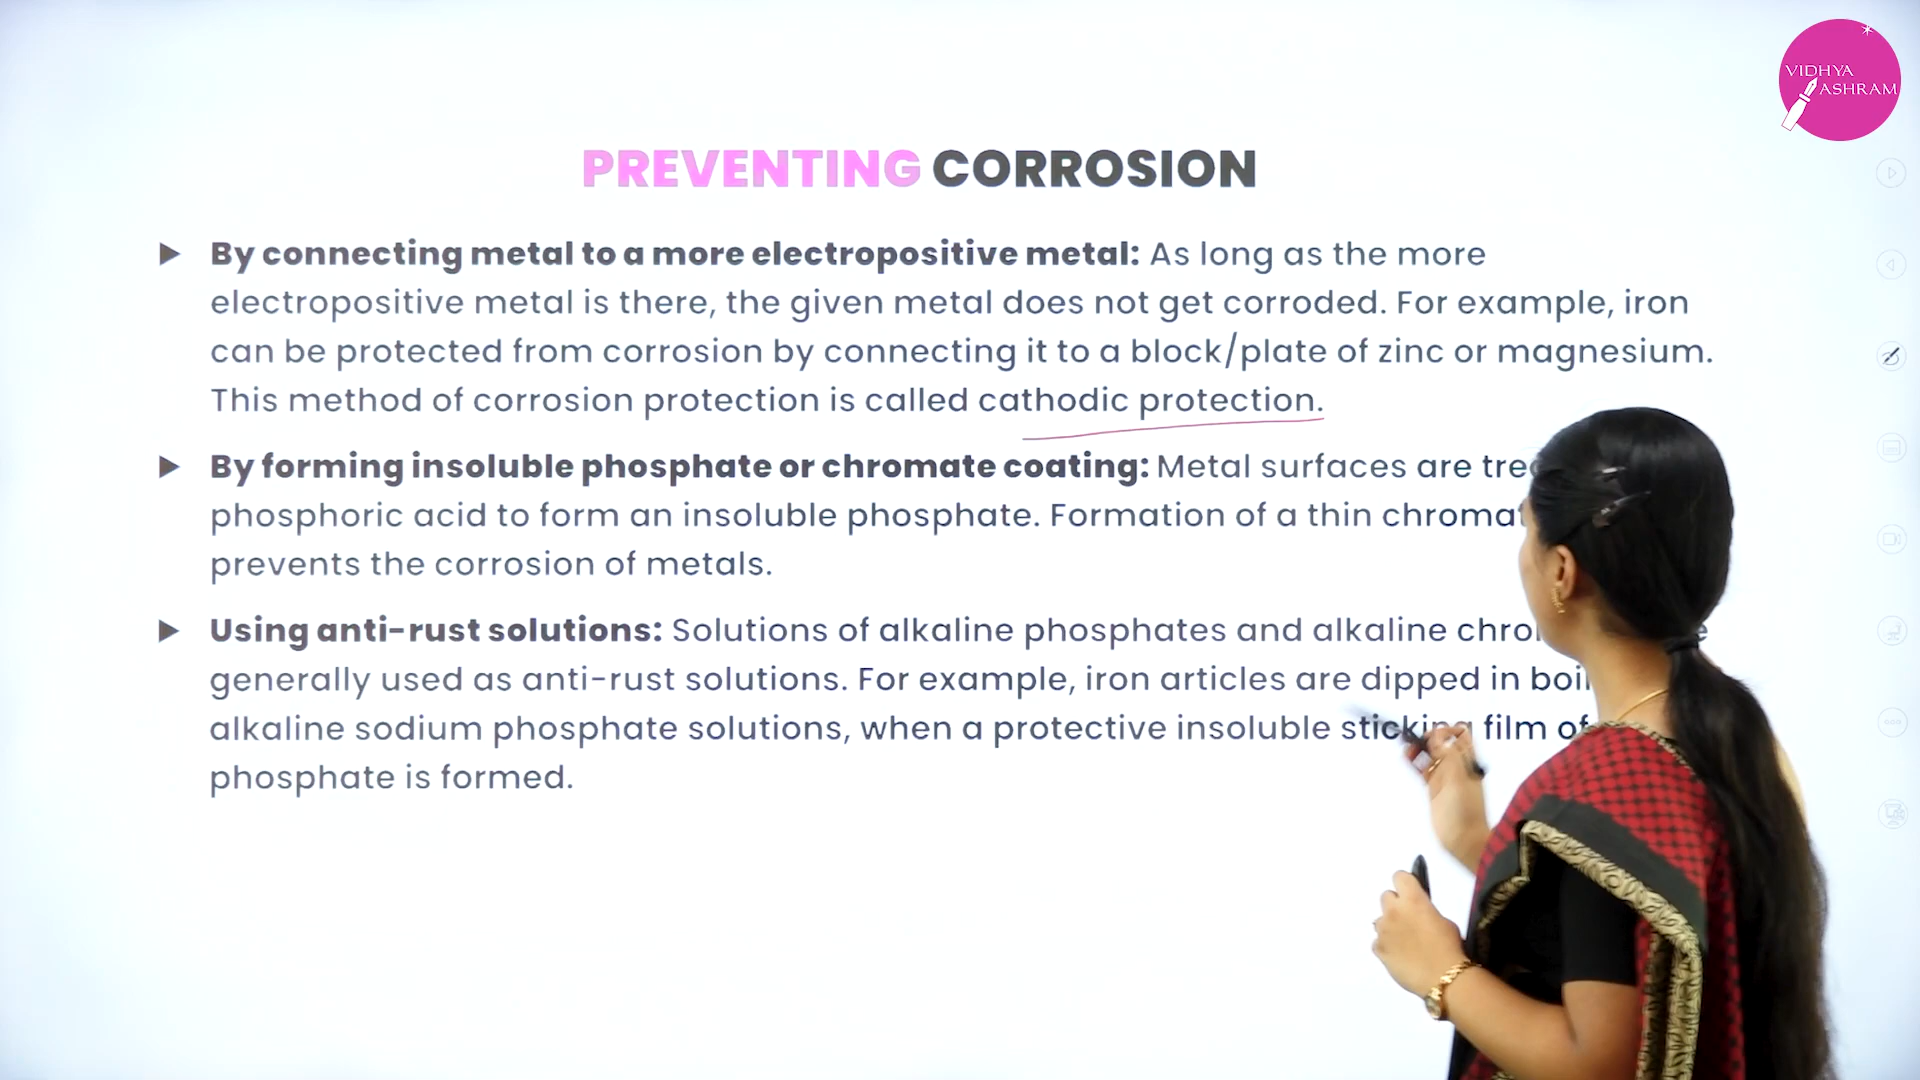 VIDHYA
ASHRAM
PREVENTING CORROSION
▶ By connecting metal to a more electropositive metal: As long as the more
electropositive metal is there, the given metal does not get corroded. For example, iron
can be protected from corrosion by connecting it to a block/plate of zinc or magnesium.
This method of corrosion protection is called cathodic protection.
▶ By forming insoluble phosphate or chromate coating: Metal surfaces are
phosphoric acid to form an insoluble phosphate. Formation of a thin
prevents the corrosion of metals.
▶ Using anti-rust solutions: Solutions of alkaline phosphates and alkaline
generally used as anti-rust solutions. For example, iron articles are dipped in
alkaline sodium phosphate solutions, when a protective insoluble sticking film of
phosphate is formed.